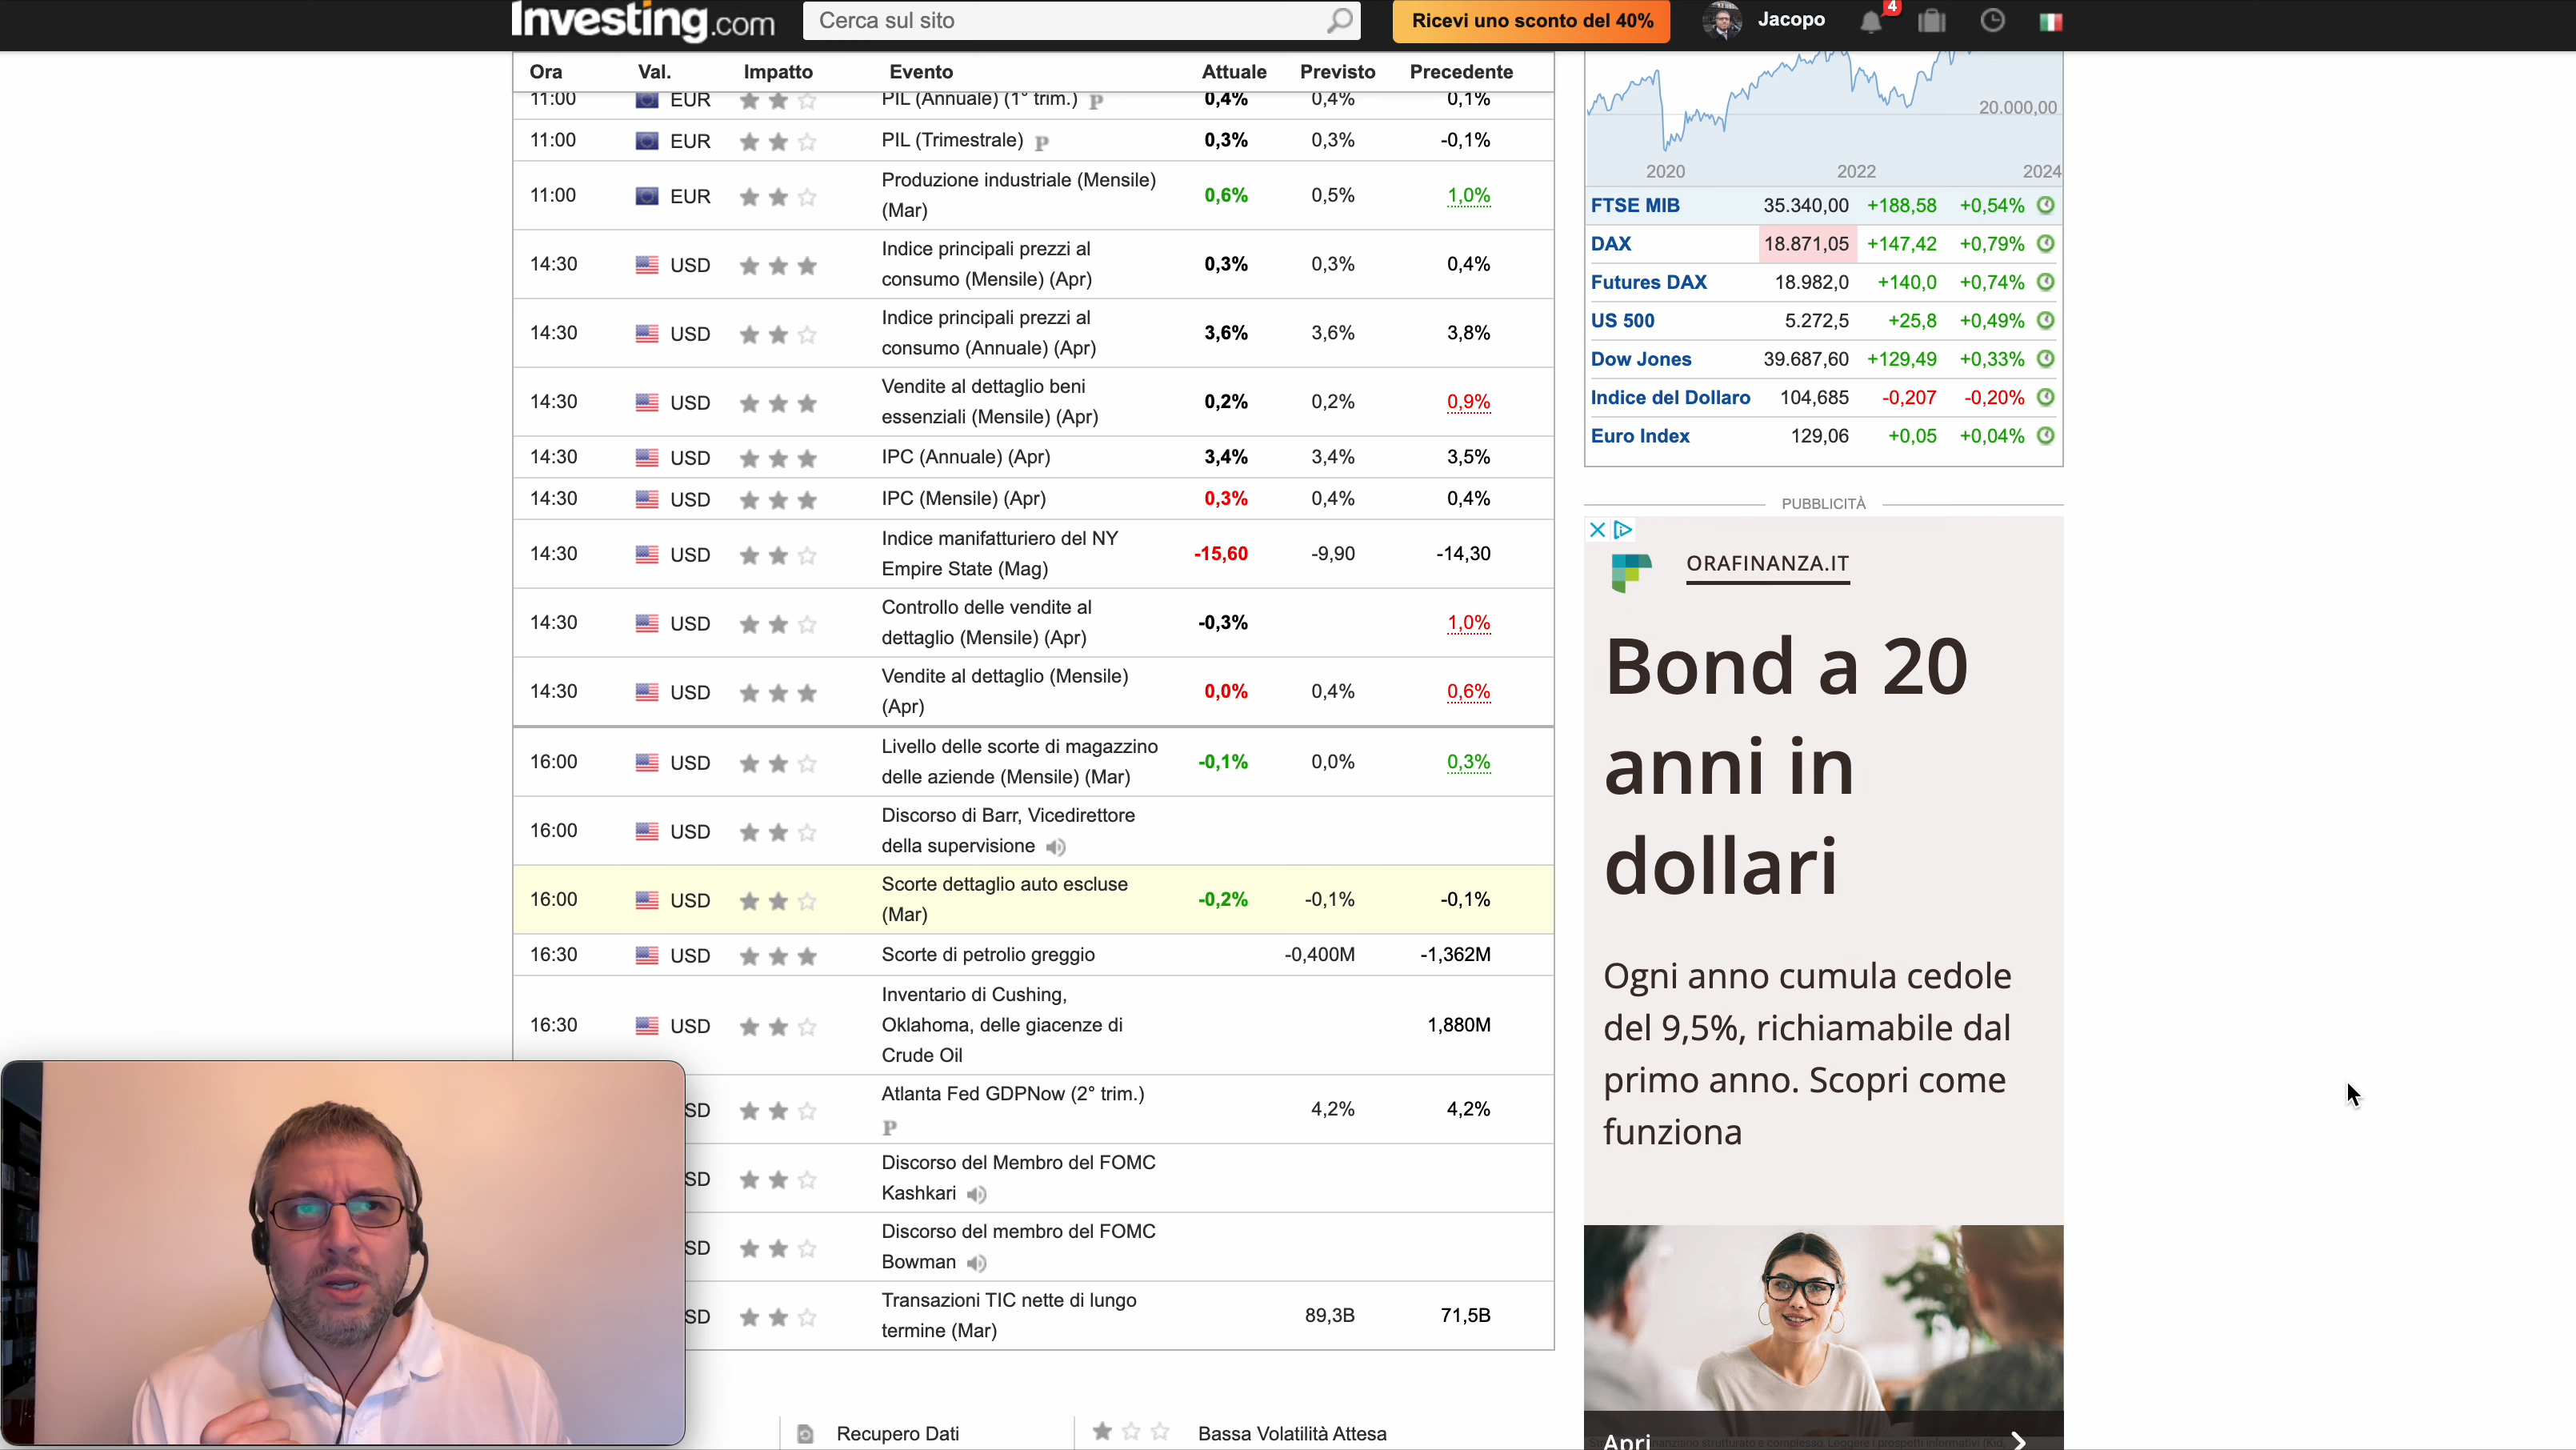 Investing.com
Cerca sul sito
Ricevi uno sconto del 40%
Jacopo
4
Ora Val. Impatto Evento Attuale Previsto Precedente
11:00 EUR PIL (Annuale) (1° trim.) P 0,4% 0,4% 0,1%
11:00 EUR PIL (Trimestrale) P 0,3% 0,3% -0,1%
11:00 EUR Produzione industriale (Mensile)
(Mar) 0,6% 0,5% 1,0%
14:30 USD Indice principali prezzi al
consumo (Mensile) (Apr) 0,3% 0,3% 0,4%
14:30 USD Indice principali prezzi al
consumo (Annuale) (Apr) 3,6% 3,6% 3,8%
14:30 USD Vendite al dettaglio beni
essenziali (Mensile) (Apr) 0,2% 0,2% 0,9%
14:30 USD IPC (Annuale) (Apr) 3,4% 3,4% 3,5%
14:30 USD IPC (Mensile) (Apr) 0,3% 0,4% 0,4%
14:30 USD Indice manifatturiero del NY
Empire State (Mag) -15,60 -9,90 -14,30
14:30 USD Controllo delle vendite al
dettaglio (Mensile) (Apr) -0,3% 1,0%
14:30 USD Vendite al dettaglio (Mensile)
(Apr) 0,0% 0,4% 0,6%
16:00 USD Livello delle scorte di magazzino
delle aziende (Mensile) (Mar) -0,1% 0,0% 0,3%
16:00 USD Discorso di Barr, Vicedirettore
della supervisione
16:00 USD Scorte dettaglio auto escluse
(Mar) -0,2% -0,1% -0,1%
16:30 USD Scorte di petrolio greggio -0,400M -1,362M
16:30 USD Inventario di Cushing,
Oklahoma, delle giacenze di
Crude Oil 1,880M
SD Atlanta Fed GDPNow (2° trim.)
P 4,2% 4,2%
SD Discorso del Membro del FOMC
Kashkari
SD Discorso del membro del FOMC
Bowman
SD Transazioni TIC nette di lungo
termine (Mar) 89,3B 71,5B
Recupero Dati
Bassa Volatilità Attesa
20.000,00
2020 2022 2024
FTSE MIB 35.340,00 +188,58 +0,54%
DAX 18.871,05 +147,42 +0,79%
Futures DAX 18.982,0 +140,0 +0,74%
US 500 5.272,5 +25,8 +0,49%
Dow Jones 39.687,60 +129,49 +0,33%
Indice del Dollaro 104,685 -0,207 -0,20%
Euro Index 129,06 +0,05 +0,04%
PUBBLICITÀ
ORAFINANZA.IT
Bond a 20
anni in
dollari
Ogni anno cumula cedole
del 9,5%, richiamabile dal
primo anno. Scopri come
funziona
Apri